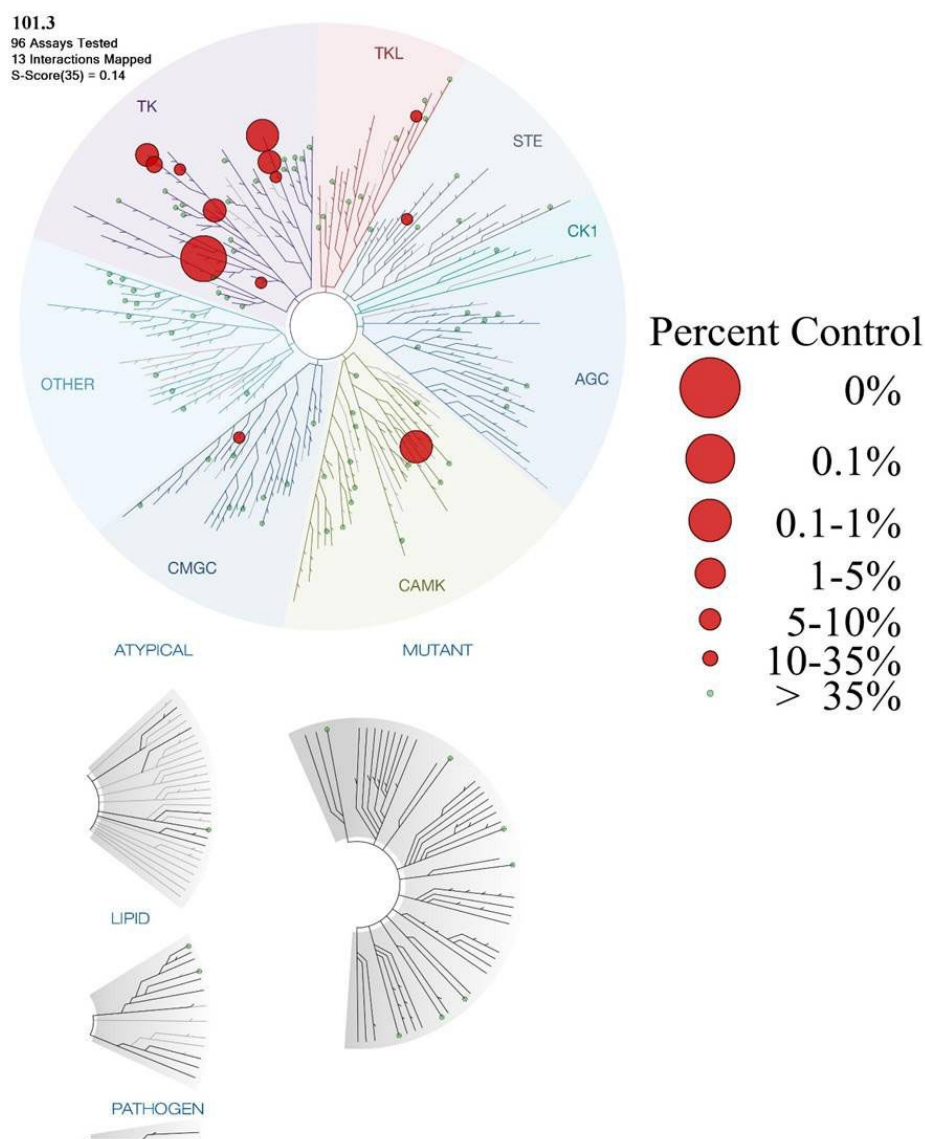 101.3
96 Assays Tested
13 Interactions Mapped
S-Score(35) = 0.14
TK
TKL
STE
CK1
AGC
OTHER
CMGC
CAMK
ATYPICAL
MUTANT
LIPID
PATHOGEN
Percent Control
0%
0.1%
0.1-1%
1-5%
5-10%
10-35%
> 35%